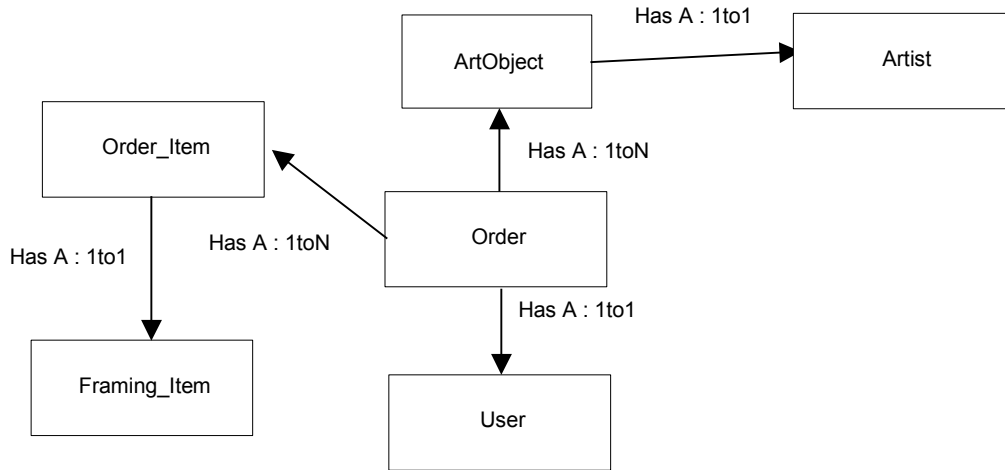 Has A : 1to1
ArtObject
Artist
Order_Item
Has A : 1toN
Order
Has A : 1toN
Has A : 1to1
Has A : 1to1
Framing_Item
User